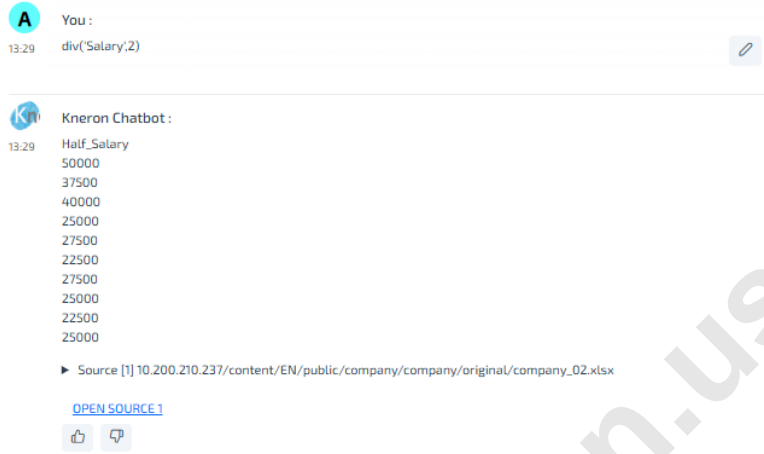 A
You :
13:29
div('Salary',2)
Kn
Kneron Chatbot :
13:29
Half_Salary
50000
37500
40000
25000
27500
22500
27500
25000
22500
25000
Source [1] 10.200.210.237/content/EN/public/company/company/original/company_02.xlsx
OPEN SOURCE 1
n.us